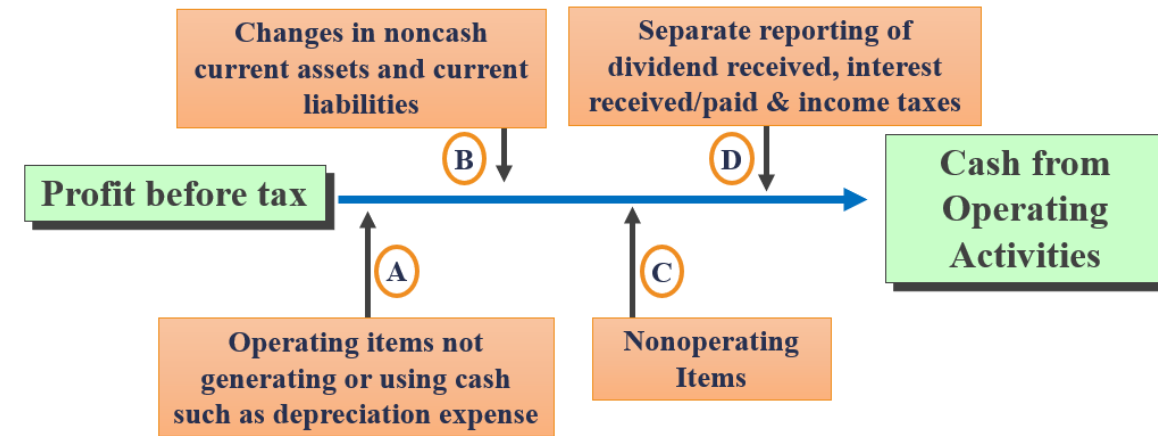 Changes in noncash
current assets and current
liabilities
Separate reporting of
dividend received, interest
received/paid & income taxes
B
D
Profit before tax
Cash from
Operating
Activities
A
C
Operating items not
generating or using cash
such as depreciation expense
Nonoperating
Items